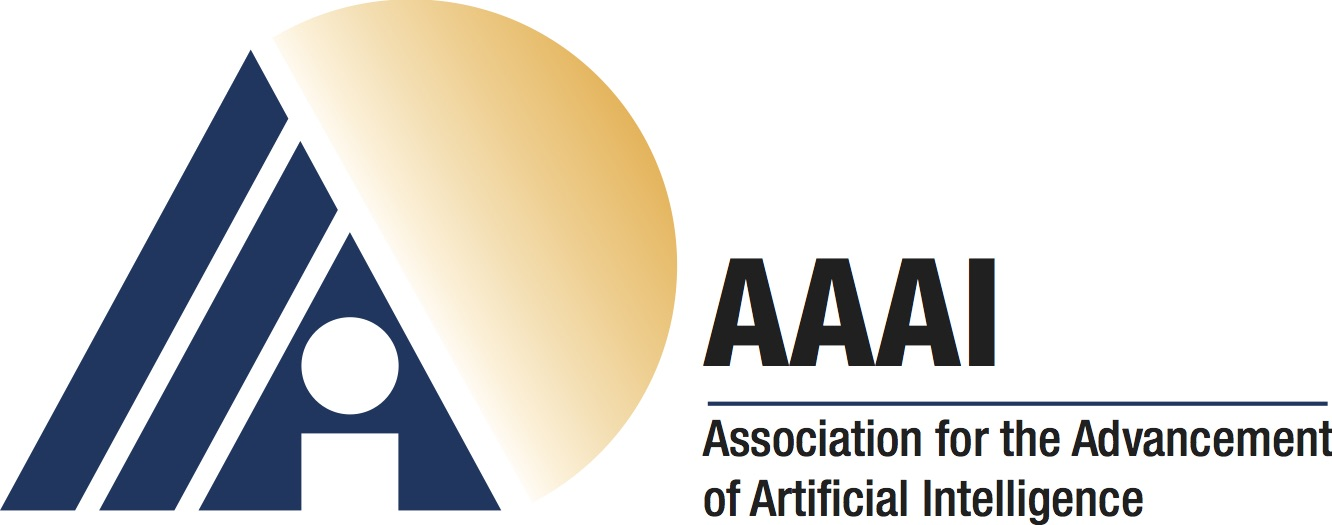 AAAI
Association for the Advancement
of Artificial Intelligence